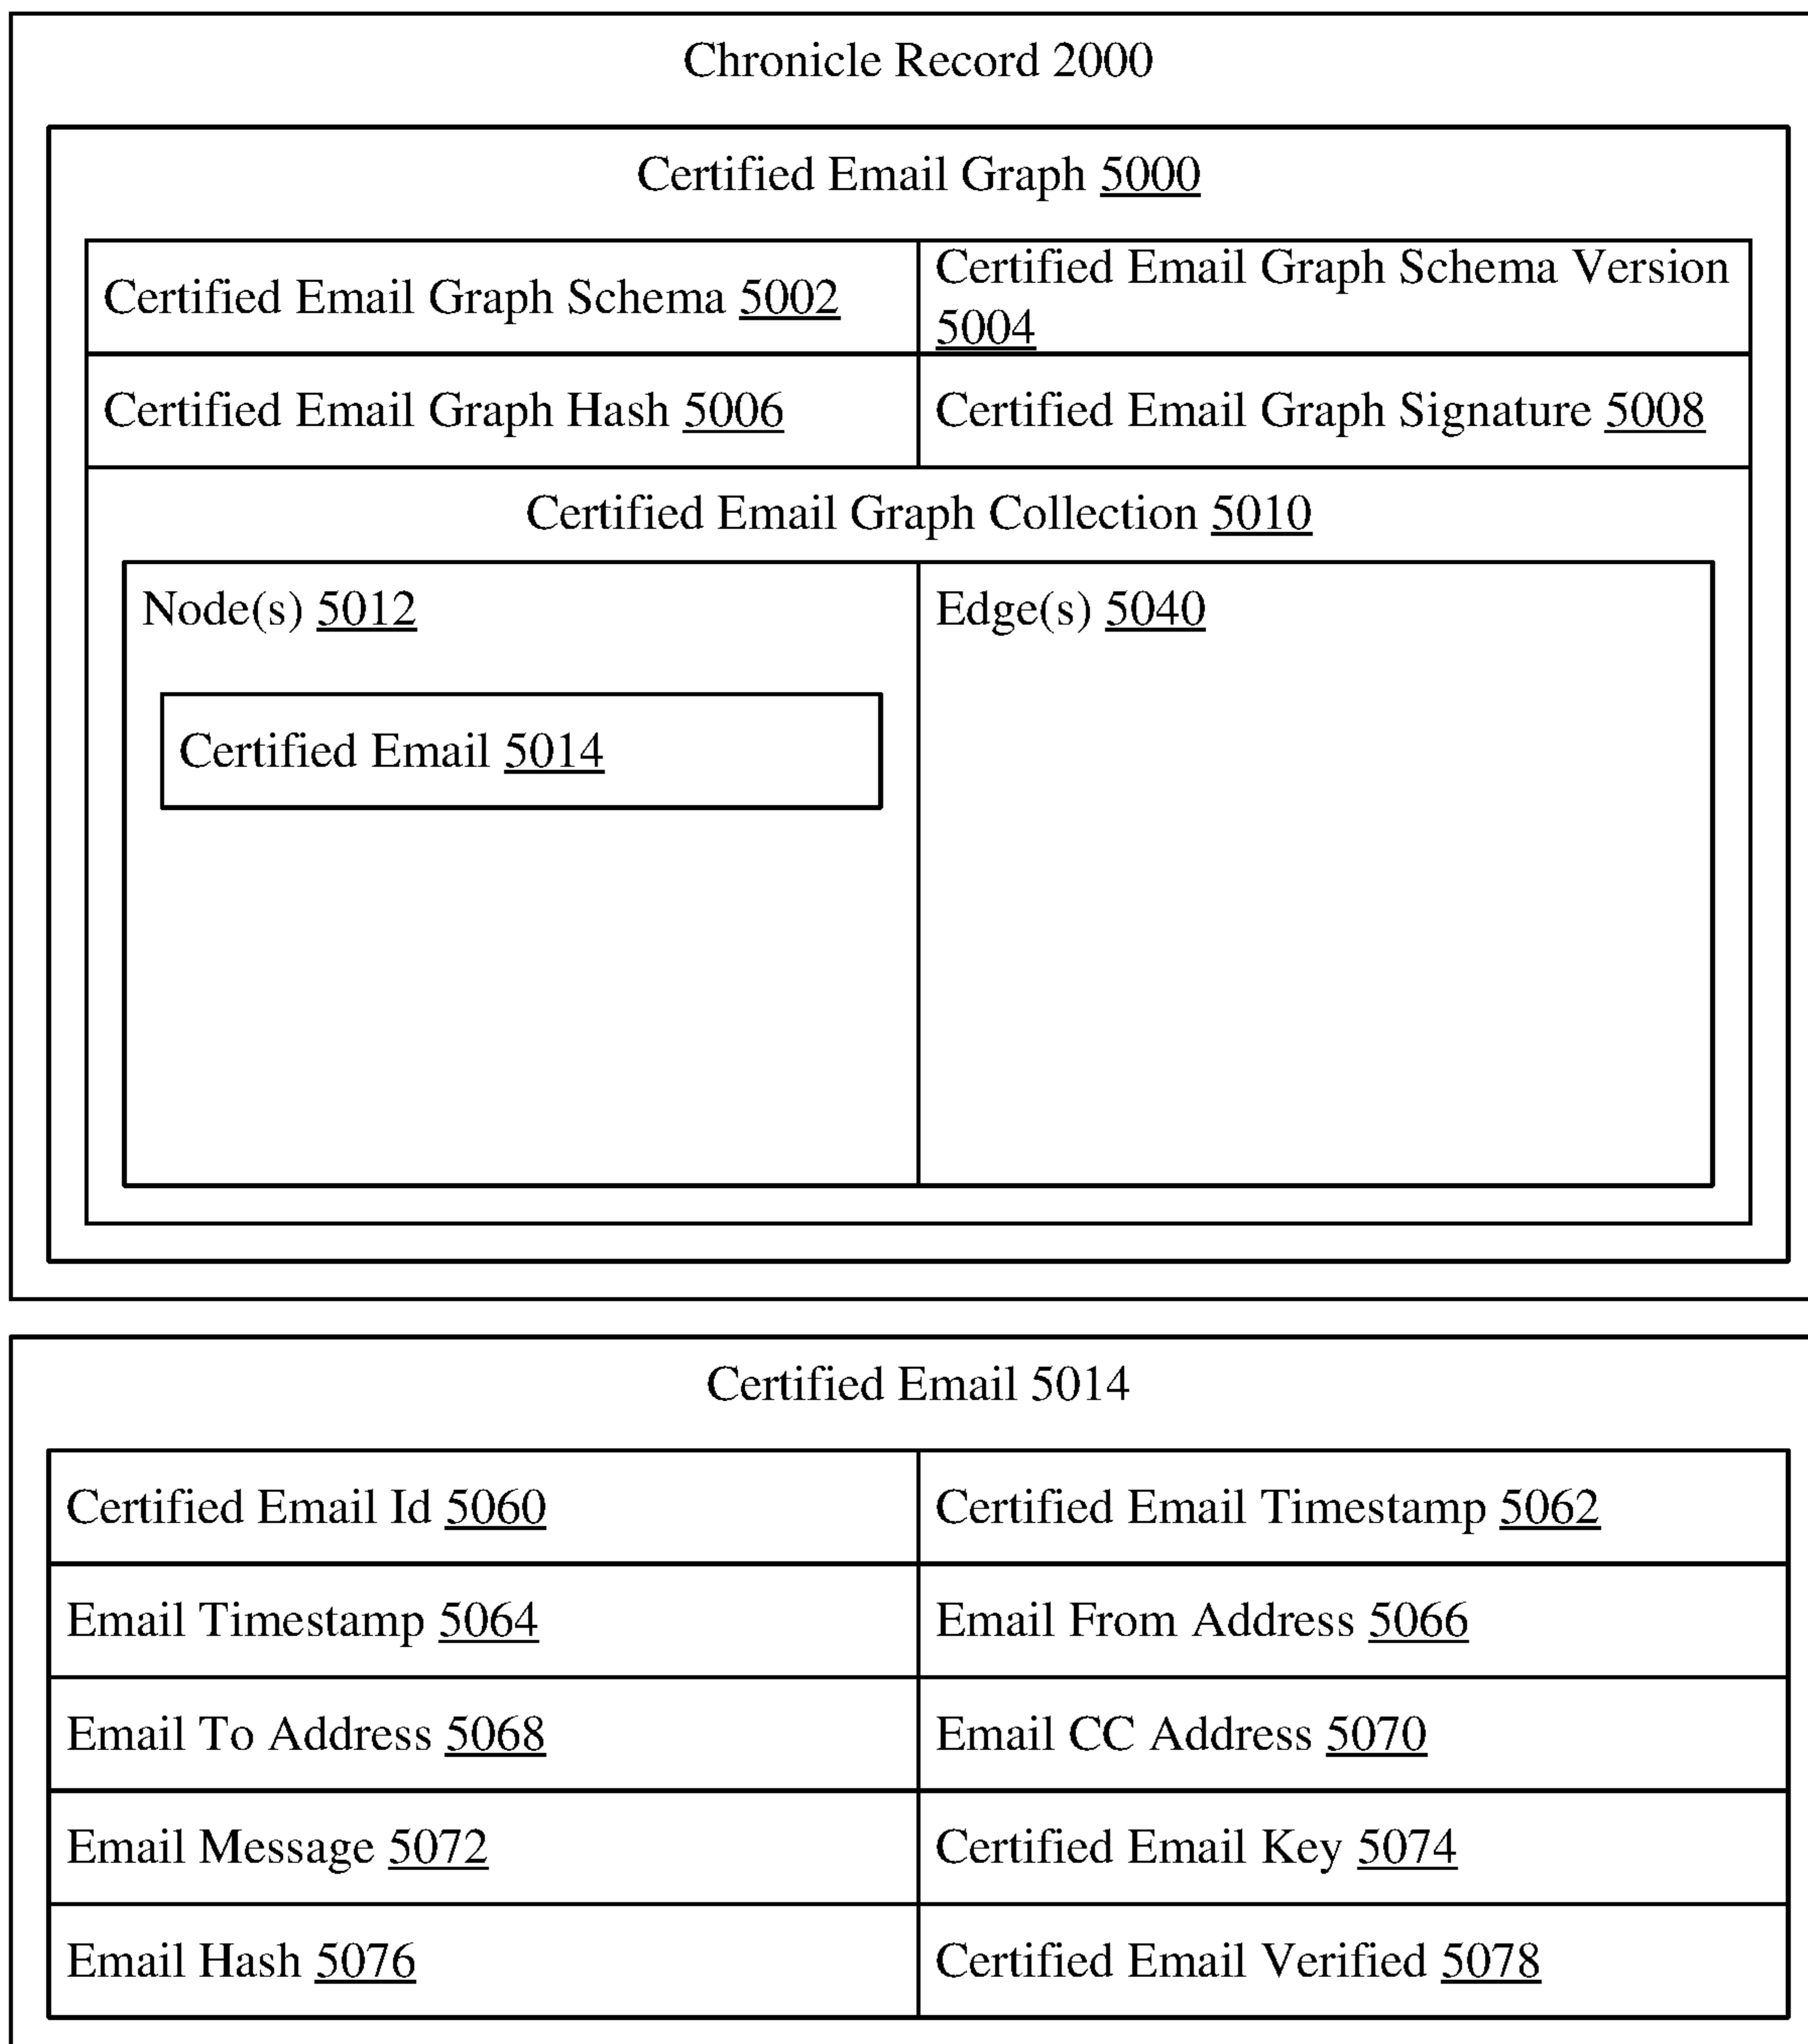 Chronicle Record 2000
Certified Email Graph 5000
Certified Email Graph Schema 5002
Certified Email Graph Schema Version
5004
Certified Email Graph Hash 5006
Certified Email Graph Signature 5008
Certified Email Graph Collection 5010
Node(s) 5012
Edge(s) 5040
Certified Email 5014
Certified Email 5014
Certified Email Id 5060
Certified Email Timestamp 5062
Email Timestamp 5064
Email From Address 5066
Email To Address 5068
Email CC Address 5070
Email Message 5072
Certified Email Key 5074
Email Hash 5076
Certified Email Verified 5078